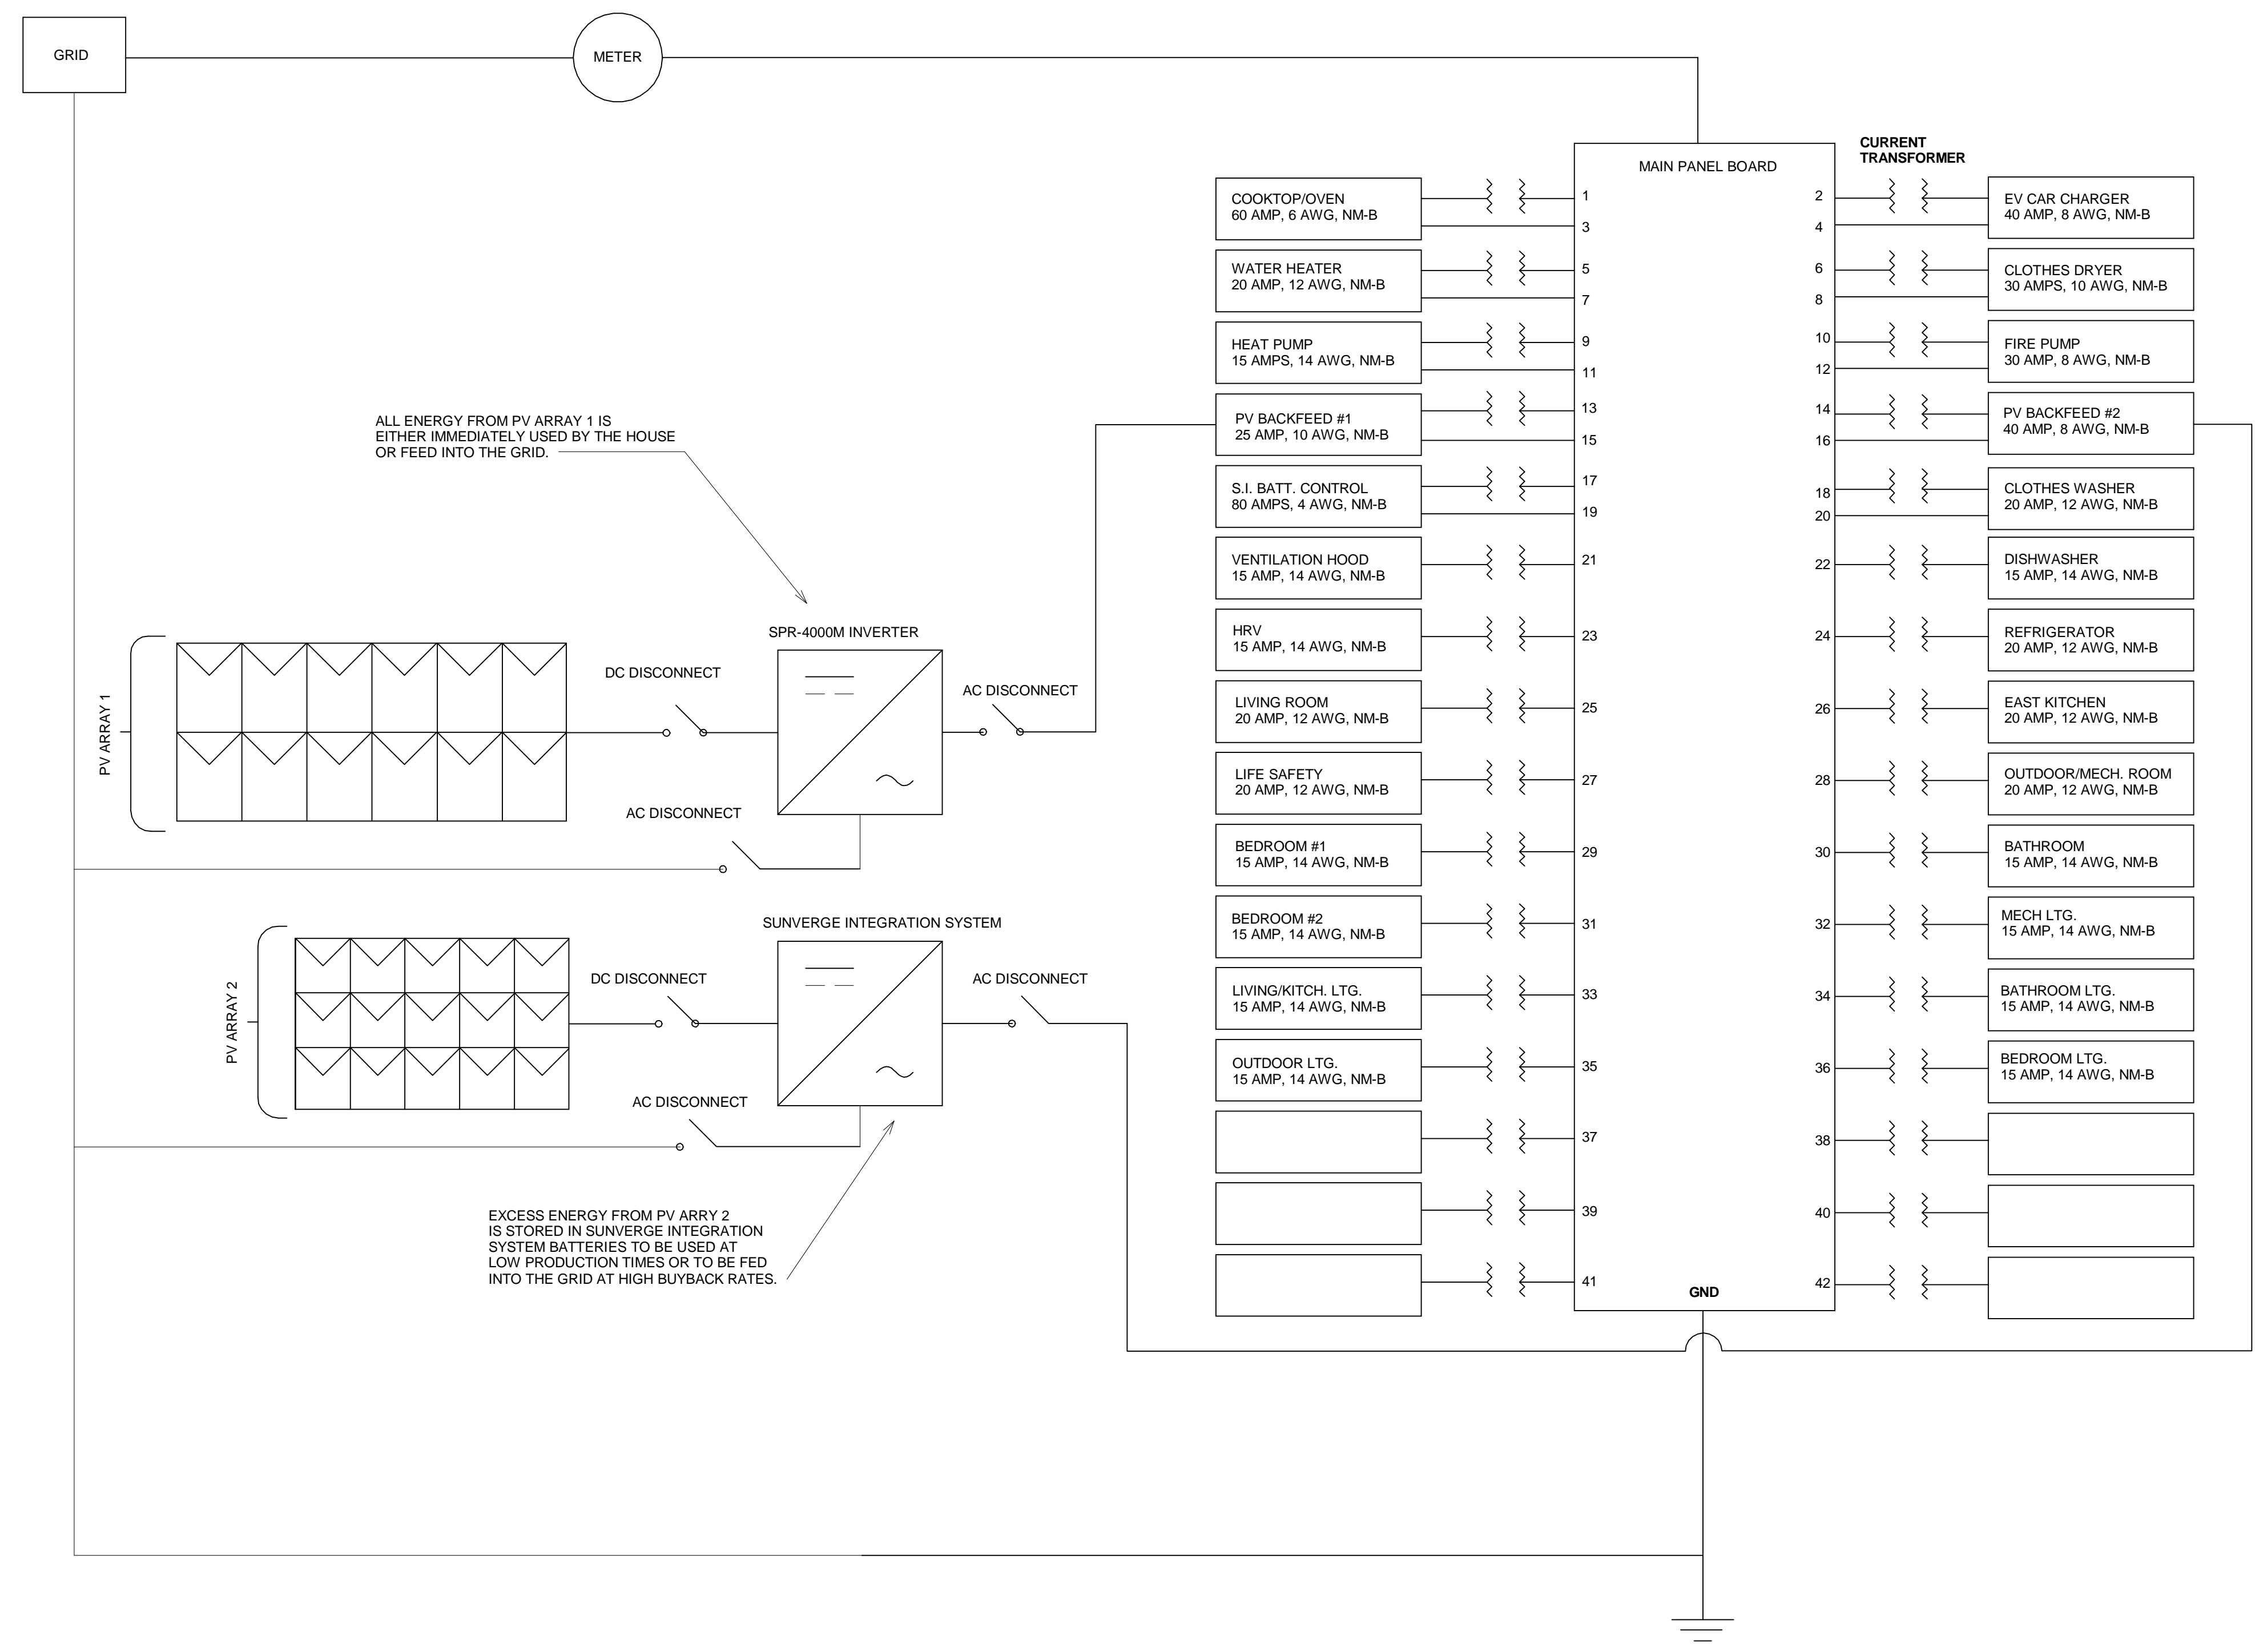 GRID
METER
MAIN PANEL BOARD
CURRENT
TRANSFORMER
COOKTOP/OVEN
60 AMP, 6 AWG, NM-B
1
3
2
4
EV CAR CHARGER
40 AMP, 8 AWG, NM-B
WATER HEATER
20 AMP, 12 AWG, NM-B
5
7
6
8
CLOTHES DRYER
30 AMPS, 10 AWG, NM-B
HEAT PUMP
15 AMPS, 14 AWG, NM-B
9
11
10
12
FIRE PUMP
30 AMP, 8 AWG, NM-B
PV BACKFEED #1
25 AMP, 10 AWG, NM-B
13
15
14
16
PV BACKFEED #2
40 AMP, 8 AWG, NM-B
S.I. BATT. CONTROL
80 AMPS, 4 AWG, NM-B
17
19
18
20
CLOTHES WASHER
20 AMP, 12 AWG, NM-B
VENTILATION HOOD
15 AMP, 14 AWG, NM-B
21
22
DISHWASHER
15 AMP, 14 AWG, NM-B
HRV
15 AMP, 14 AWG, NM-B
23
24
REFRIGERATOR
20 AMP, 12 AWG, NM-B
LIVING ROOM
20 AMP, 12 AWG, NM-B
25
26
EAST KITCHEN
20 AMP, 12 AWG, NM-B
LIFE SAFETY
20 AMP, 12 AWG, NM-B
27
28
OUTDOOR/MECH. ROOM
20 AMP, 12 AWG, NM-B
BEDROOM #1
15 AMP, 14 AWG, NM-B
29
30
BATHROOM
15 AMP, 14 AWG, NM-B
BEDROOM #2
15 AMP, 14 AWG, NM-B
31
32
MECH LTG.
15 AMP, 14 AWG, NM-B
LIVING/KITCH. LTG.
15 AMP, 14 AWG, NM-B
33
34
BATHROOM LTG.
15 AMP, 14 AWG, NM-B
OUTDOOR LTG.
15 AMP, 14 AWG, NM-B
35
36
BEDROOM LTG.
15 AMP, 14 AWG, NM-B
37
38
39
40
41
42
GND
ALL ENERGY FROM PV ARRAY 1 IS
EITHER IMMEDIATELY USED BY THE HOUSE
OR FEED INTO THE GRID.
SPR-4000M INVERTER
DC DISCONNECT
AC DISCONNECT
PV ARRAY 1
AC DISCONNECT
SUNVERGE INTEGRATION SYSTEM
DC DISCONNECT
AC DISCONNECT
PV ARRAY 2
AC DISCONNECT
EXCESS ENERGY FROM PV ARRY 2
IS STORED IN SUNVERGE INTEGRATION
SYSTEM BATTERIES TO BE USED AT
LOW PRODUCTION TIMES OR TO BE FED
INTO THE GRID AT HIGH BUYBACK RATES.